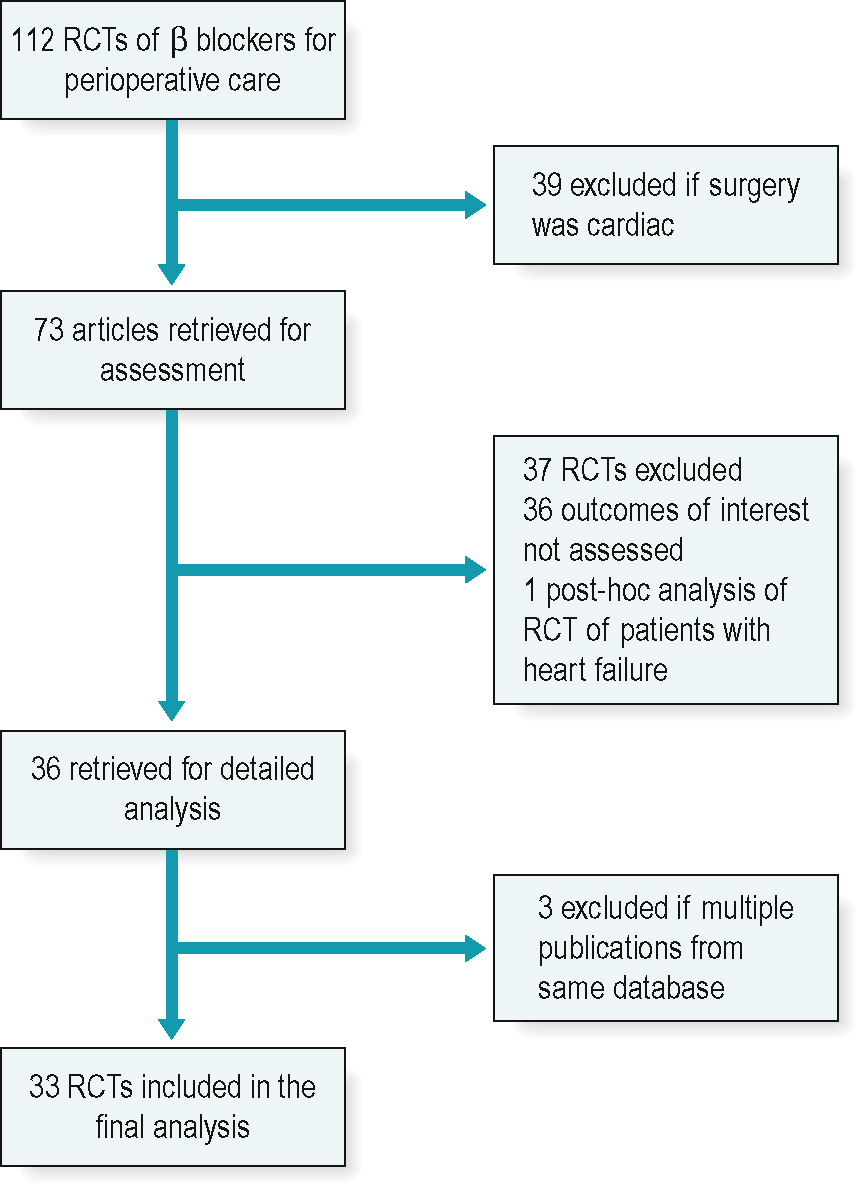 112 RCTs of β blockers for
perioperative care
39 excluded if surgery
was cardiac
73 articles retrieved for
assessment
37 RCTs excluded
36 outcomes of interest
not assessed
1 post-hoc analysis of
RCT of patients with
heart failure
36 retrieved for detailed
analysis
3 excluded if multiple
publications from
same database
33 RCTs included in the
final analysis